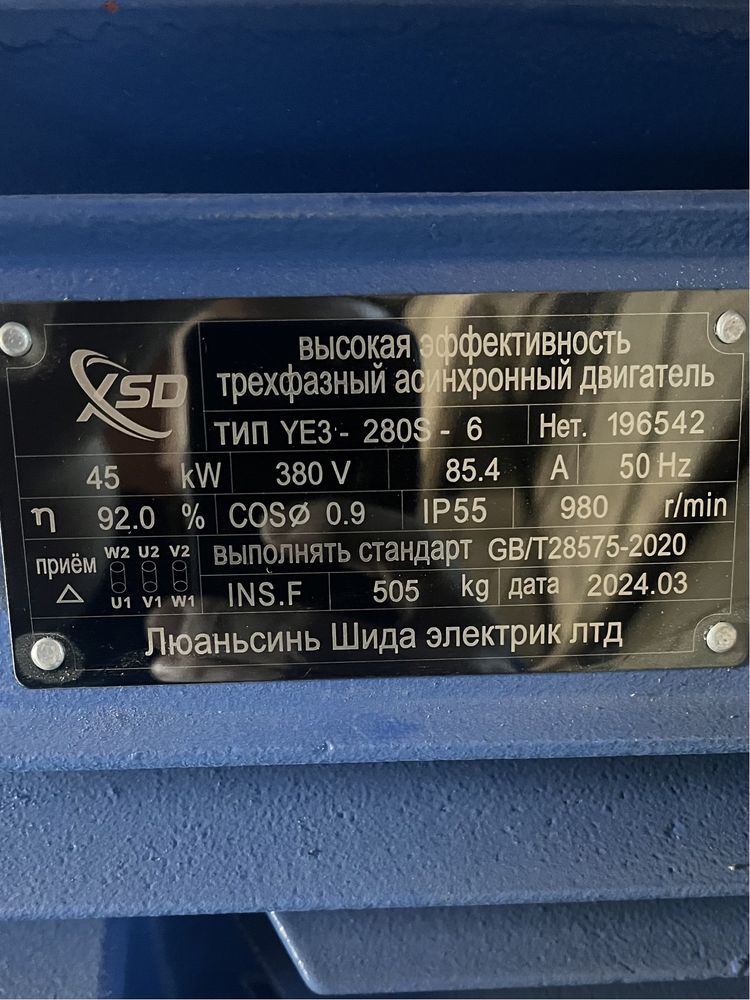 XSD
высокая эффективность
трехфазный асинхронный двигатель
ТИП YE3 - 280S - 6 Нет. 196542
45 kW 380 V 85.4 A 50 Hz
η 92.0 % COSØ 0.9 IP55 980 r/min
приём W2 U2 V2 выполнять стандарт GB/T28575-2020
△ U1 V1 W1 INS.F 505 kg дата 2024.03
Люаньсинь Шида электрик лтд